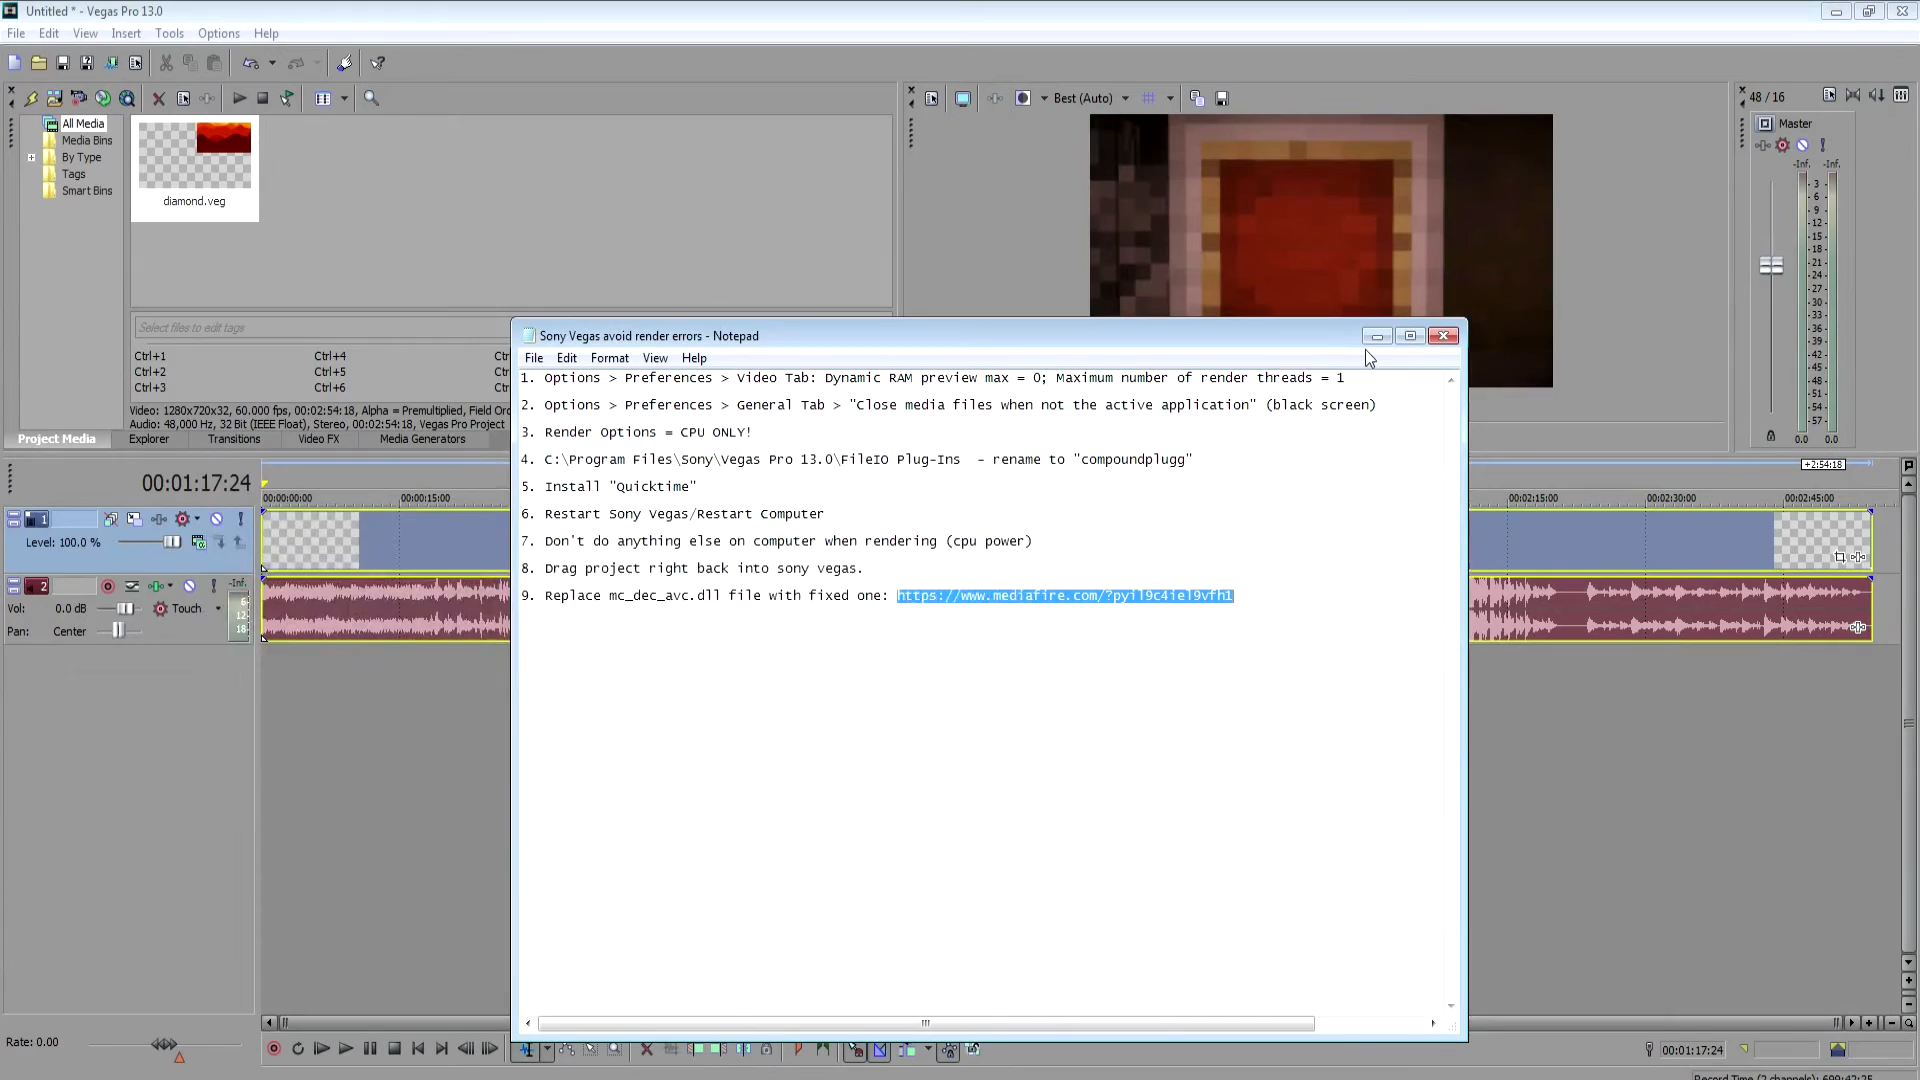 Untitled * - Vegas Pro 13.0
File Edit View Insert Tools Options Help
Best (Auto)
48 / 16
All Media
Media Bins
By Type
Tags
Smart Bins
diamond.veg
Master
-Inf. -Inf.
3
6
9
12
15
18
21
24
27
30
33
36
39
42
45
48
51
54
57
0.0 0.0
Select files to edit tags
Ctrl+1 Ctrl+4
Ctrl+2 Ctrl+5
Ctrl+3 Ctrl+6
Video: 1280x720x32, 60.000 fps, 00:02:54:18, Alpha = Premultiplied, Field Orc
Audio: 48,000 Hz, 32 Bit (IEEE Float), Stereo, 00:02:54:18, Vegas Pro Project
Project Media Explorer Transitions Video FX Media Generators
Sony Vegas avoid render errors - Notepad
File Edit Format View Help
1. Options > Preferences > Video Tab: Dynamic RAM preview max = 0; Maximum number of render threads = 1
2. Options > Preferences > General Tab > "Close media files when not the active application" (black screen)
3. Render Options = CPU ONLY!
4. C:\Program Files\Sony\Vegas Pro 13.0\FileIO Plug-Ins  - rename to "compoundplugg"
5. Install "Quicktime"
6. Restart Sony Vegas/Restart Computer
7. Don't do anything else on computer when rendering (cpu power)
8. Drag project right back into sony vegas.
9. Replace mc_dec_avc.dll file with fixed one: https://www.mediafire.com/?pyil9c4iel9vfh1
00:01:17:24
+2:54:18
00:00:00:00 00:00:15:00 00:02:15:00 00:02:30:00 00:02:45:00
1
Level: 100.0 %
2
-Inf.
Vol: 0.0 dB Touch
Pan: Center
6
12
18
Rate: 0.00
00:01:17:24
Record Time (2 channels): 699:42:25